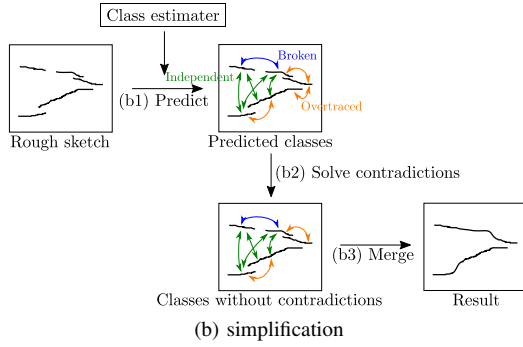 Class estimater
Independent
Broken
Overtraced
(b1) Predict
Rough sketch
Predicted classes
(b2) Solve contradictions
(b3) Merge
Classes without contradictions
Result
(b) simplification